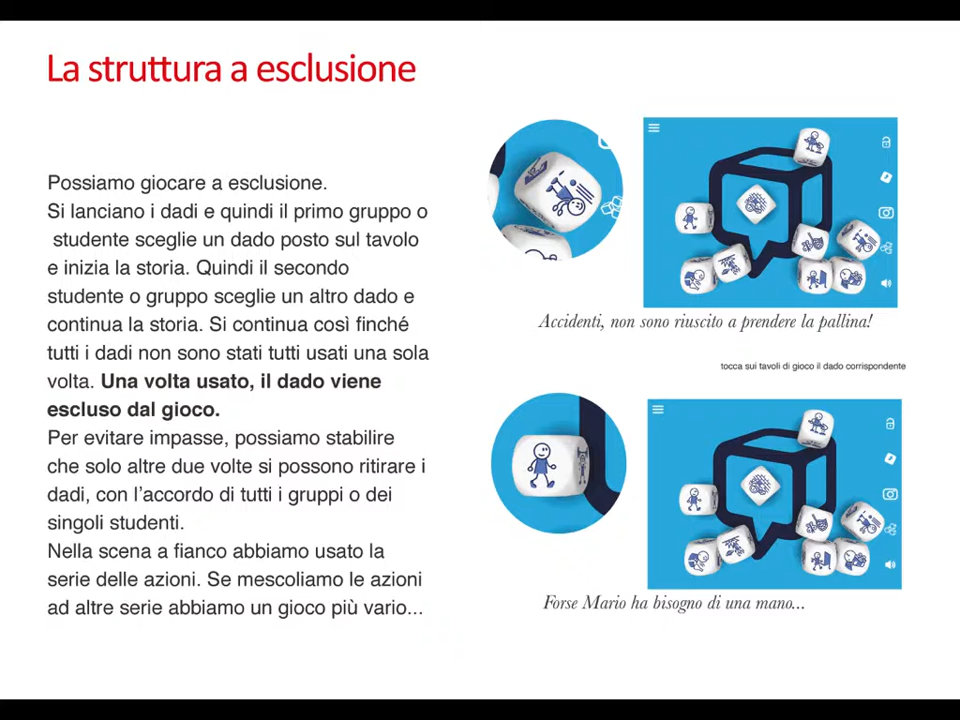 La struttura a esclusione
Possiamo giocare a esclusione.
Si lanciano i dadi e quindi il primo gruppo o
studente sceglie un dado posto sul tavolo
e inizia la storia. Quindi il secondo
studente o gruppo sceglie un altro dado e
continua la storia. Si continua così finché
tutti i dadi non sono stati tutti usati una sola
volta. Una volta usato, il dado viene
escluso dal gioco.
Per evitare impasse, possiamo stabilire
che solo altre due volte si possono ritirare i
dadi, con l'accordo di tutti i gruppi o dei
singoli studenti.
Nella scena a fianco abbiamo usato la
serie delle azioni. Se mescoliamo le azioni
ad altre serie abbiamo un gioco più vario...
Accidenti, non sono riuscito a prendere la pallina!
tocca sui tavoli di gioco il dado corrispondente
Forse Mario ha bisogno di una mano...